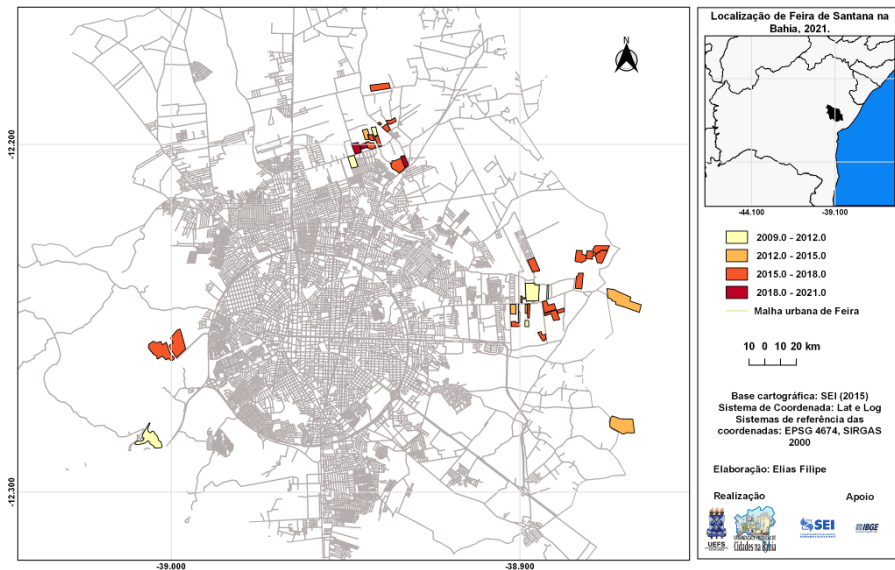 Localização de Feira de Santana na
Bahia, 2021.
N
-12.200
-12.300
-39.000
-38.900
-44.100
-39.100
2009.0 - 2012.0
2012.0 - 2015.0
2015.0 - 2018.0
2018.0 - 2021.0
Malha urbana de Feira
10 0 10 20 km
Base cartográfica: SEI (2015)
Sistema de Coordenada: Lat e Log
Sistemas de referência das
coordenadas: EPSG 4674, SIRGAS
2000
Elaboração: Elias Filipe
Realização
Apoio
UEFS
Cidades na Bahia
SEI
IBGE